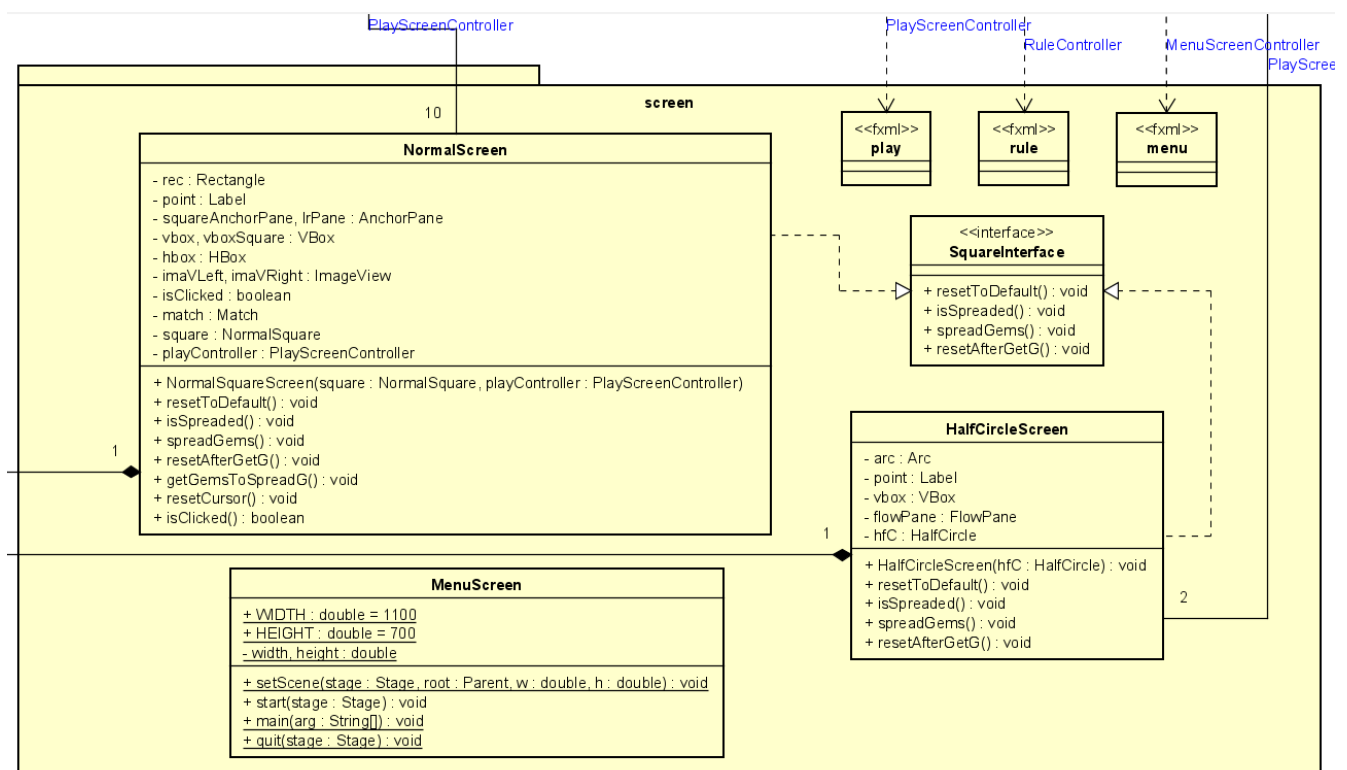 PlayScreenController
PlayScreenController
RuleController
MenuScreenController
PlayScree
screen
10
NormalScreen
- rec : Rectangle
- point : Label
- squareAnchorPane, lrPane : AnchorPane
- vbox, vboxSquare : VBox
- hbox : HBox
- imaVLeft, imaVRight : ImageView
- isClicked : boolean
- match : Match
- square : NormalSquare
- playController : PlayScreenController
+ NormalSquareScreen(square : NormalSquare, playController : PlayScreenController)
+ resetToDefault() : void
+ isSpreaded() : void
+ spreadGems() : void
+ resetAfterGetG() : void
+ getGemsToSpreadG() : void
+ resetCursor() : void
+ isClicked() : boolean
1
<<fxml>>
play
<<fxml>>
rule
<<fxml>>
menu
<<interface>>
SquareInterface
+ resetToDefault() : void
+ isSpreaded() : void
+ spreadGems() : void
+ resetAfterGetG() : void
HalfCircleScreen
- arc : Arc
- point : Label
- vbox : VBox
- flowPane : FlowPane
- hfC : HalfCircle
+ HalfCircleScreen(hfC : HalfCircle) : void
+ resetToDefault() : void
+ isSpreaded() : void
+ spreadGems() : void
+ resetAfterGetG() : void
1
2
MenuScreen
+ WIDTH : double = 1100
+ HEIGHT : double = 700
- width, height : double
+ setScene(stage : Stage, root : Parent, w : double, h : double) : void
+ start(stage : Stage) : void
+ main(arg : String[]) : void
+ quit(stage : Stage) : void